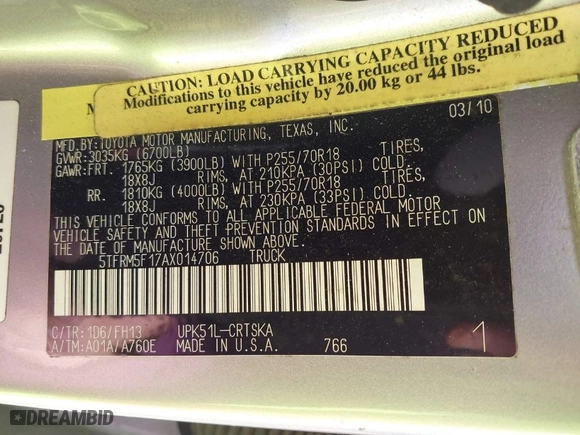 CAUTION: LOAD CARRYING CAPACITY REDUCED
Modifications to this vehicle have reduced the original load
carrying capacity by 20.00 kg or 44 lbs.
MFD.BY:TOYOTA MOTOR MANUFACTURING, TEXAS, INC. 03/10
GVWR:3035KG (6700LB)
GAWR:FRT. 1765KG (3900LB) WITH P255/70R18 TIRES,
18X8J RIMS, AT 210KPA (30PSI) COLD.
RR. 1810KG (4000LB) WITH P255/70R18 TIRES,
18X8J RIMS, AT 230KPA (33PSI) COLD.
THIS VEHICLE CONFORMS TO ALL APPLICABLE FEDERAL MOTOR
VEHICLE SAFETY AND THEFT PREVENTION STANDARDS IN EFFECT ON
THE DATE OF MANUFACTURE SHOWN ABOVE.
5TFRM5F17AX014706 TRUCK
C/TR:1D6/FH13 UPK51L-CRTSKA
A/TM:A01A/A760E MADE IN U.S.A. 766 1
DREAMBID